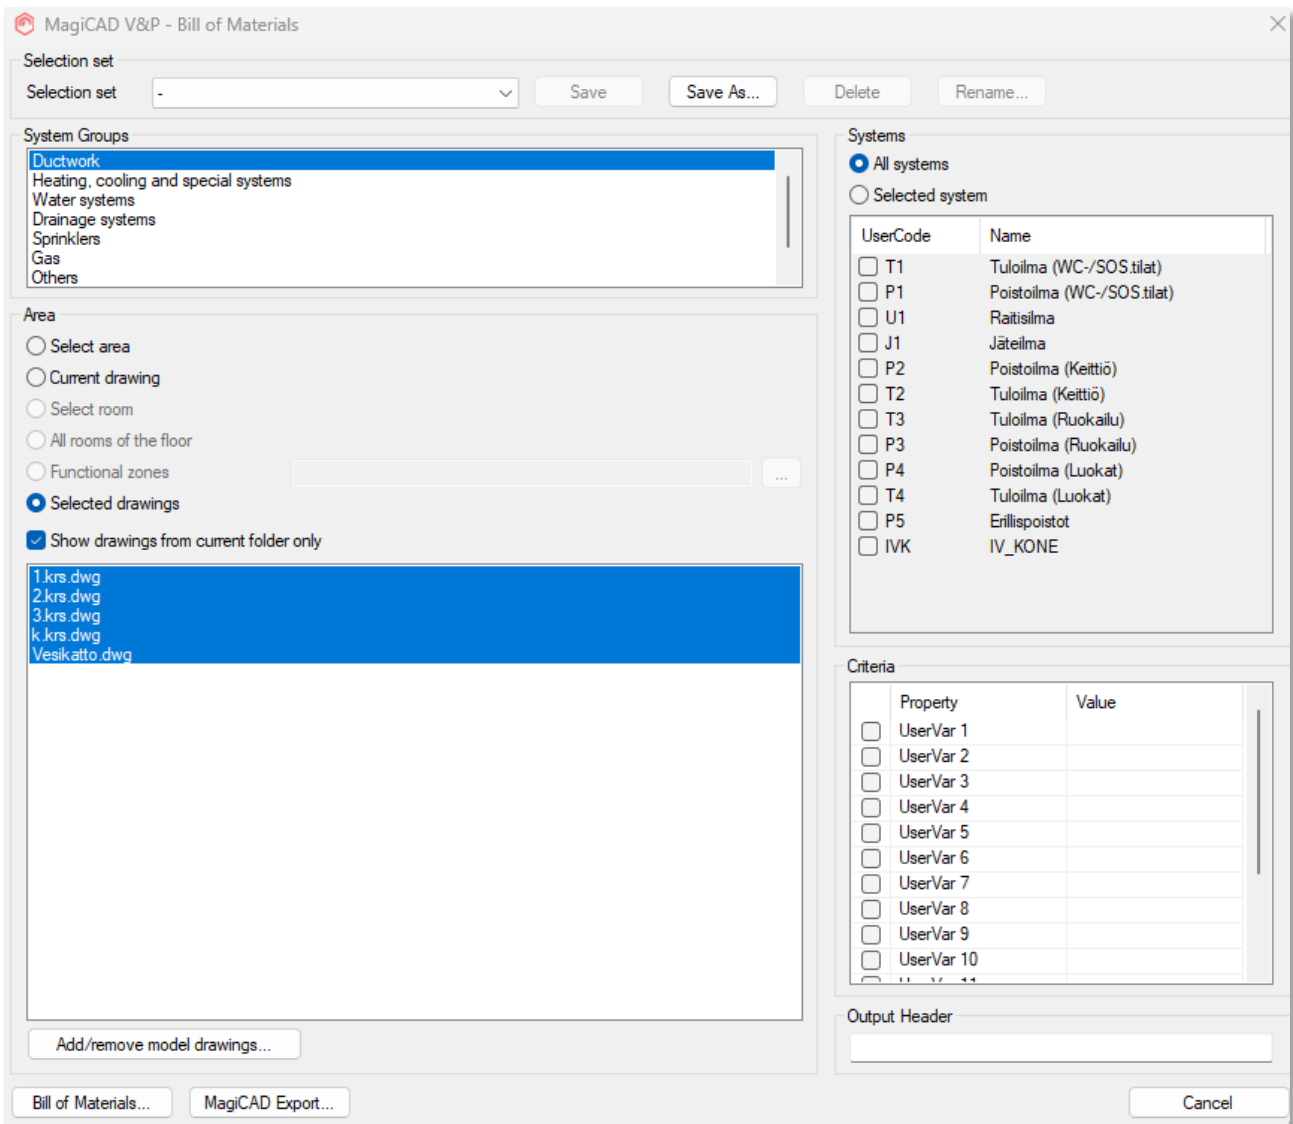 MagiCAD V&P - Bill of Materials
Selection set
Selection set - Save Save As... Delete Rename...
System Groups
Ductwork
Heating, cooling and special systems
Water systems
Drainage systems
Sprinklers
Gas
Others
Area
Select area
Current drawing
Select room
All rooms of the floor
Functional zones ...
Selected drawings
Show drawings from current folder only
1.krs.dwg
2.krs.dwg
3.krs.dwg
k.krs.dwg
Vesikatto.dwg
Add/remove model drawings...
Systems
All systems
Selected system
UserCode Name
T1 Tuloilma (WC-/SOS.tilat)
P1 Poistoilma (WC-/SOS.tilat)
U1 Raitisilma
J1 Jäteilma
P2 Poistoilma (Keittiö)
T2 Tuloilma (Keittiö)
T3 Tuloilma (Ruokailu)
P3 Poistoilma (Ruokailu)
P4 Poistoilma (Luokat)
T4 Tuloilma (Luokat)
P5 Erillispoistot
IVK IV_KONE
Criteria
Property Value
UserVar 1
UserVar 2
UserVar 3
UserVar 4
UserVar 5
UserVar 6
UserVar 7
UserVar 8
UserVar 9
UserVar 10
Output Header
Bill of Materials... MagiCAD Export... Cancel